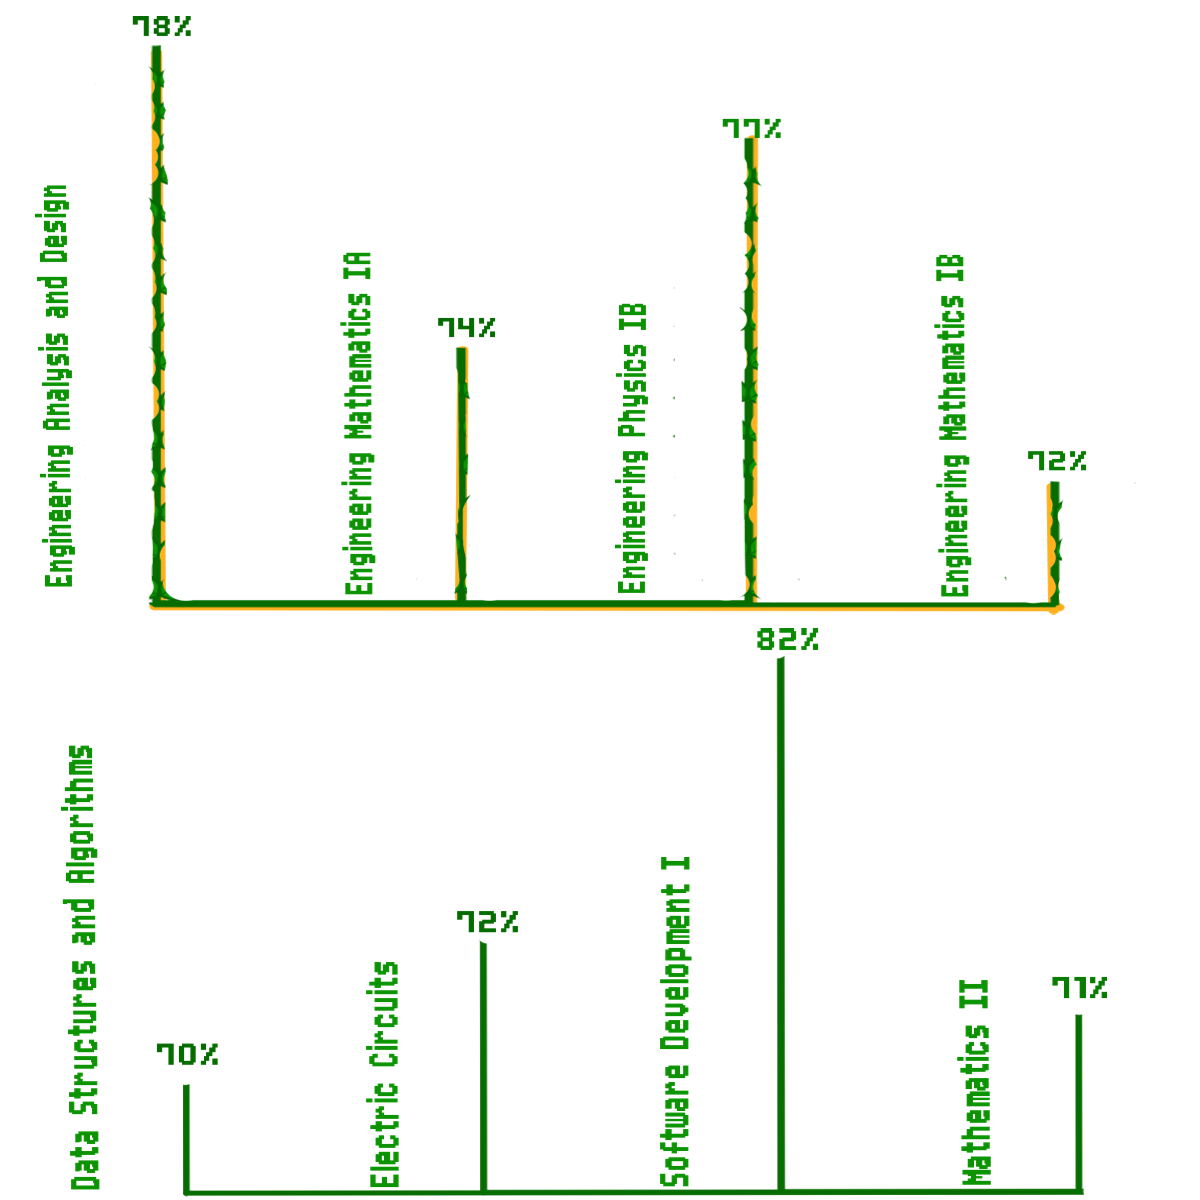 78%
Engineering Analysis and Design
74%
Engineering Mathematics IA
77%
Engineering Physics IB
72%
Engineering Mathematics IB
70%
Data Structures and Algorithms
72%
Electric Circuits
82%
Software Development I
71%
Mathematics II